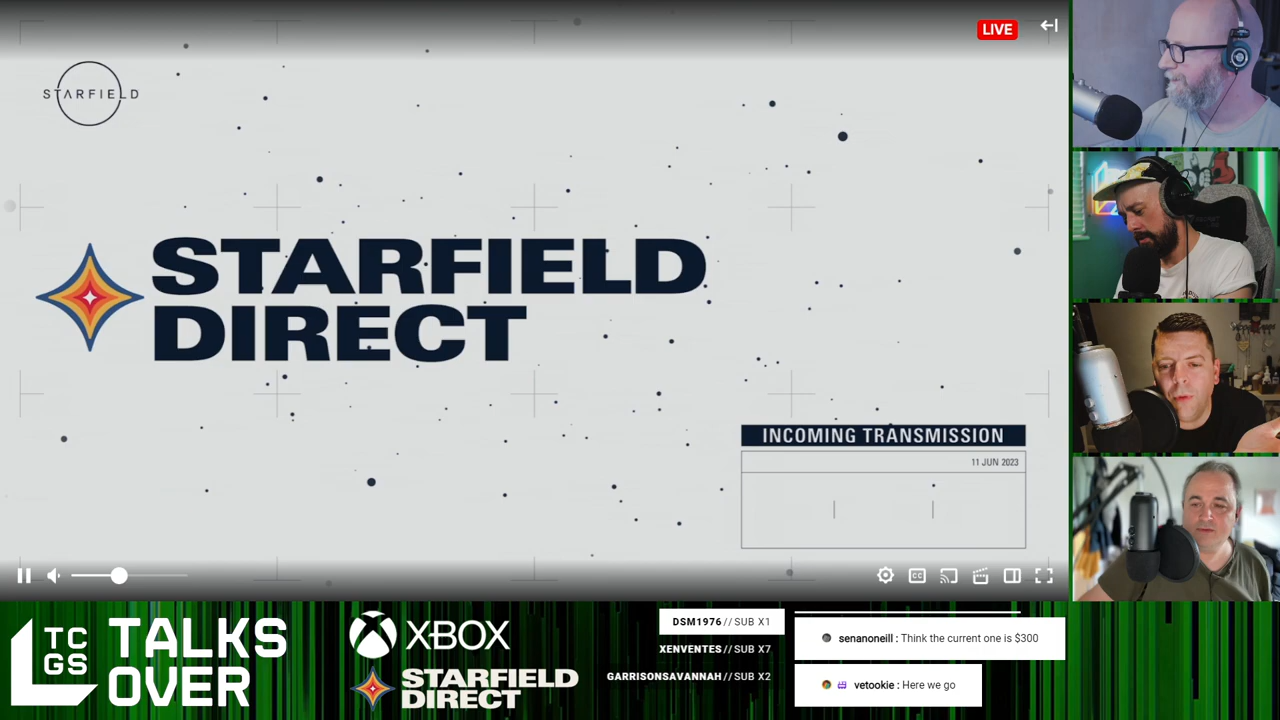 LIVE
STARFIELD
STARFIELD
DIRECT
INCOMING TRANSMISSION
11 JUN 2023
CC
TC
GS
TALKS
OVER
XBOX
STARFIELD
DIRECT
DSM1976 // SUB X1
XENVENTES // SUB X7
GARRISONSAVANNAH // SUB X2
senanoneill : Think the current one is $300
vetookie : Here we go